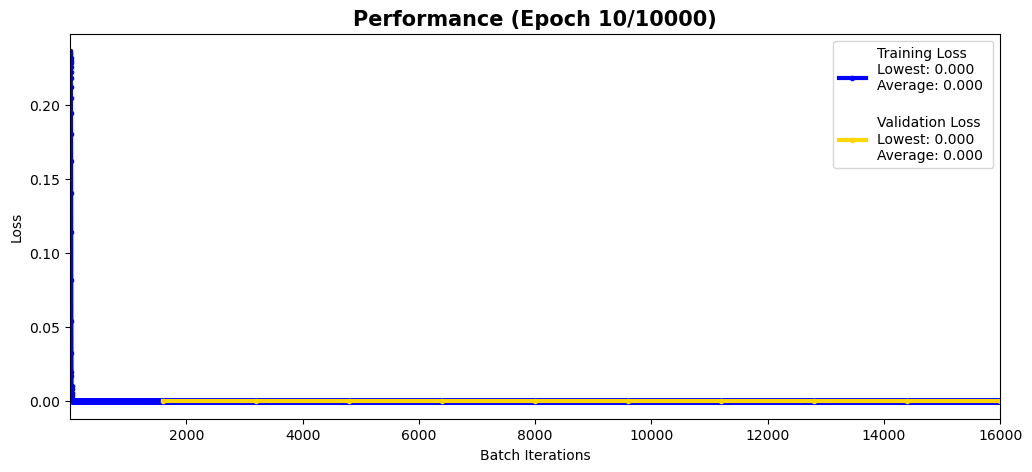 Performance (Epoch 10/10000)
Training Loss
Lowest: 0.000
Average: 0.000
Validation Loss
Lowest: 0.000
Average: 0.000
Loss
0.20
0.15
0.10
0.05
0.00
2000 4000 6000 8000 10000 12000 14000 16000
Batch Iterations